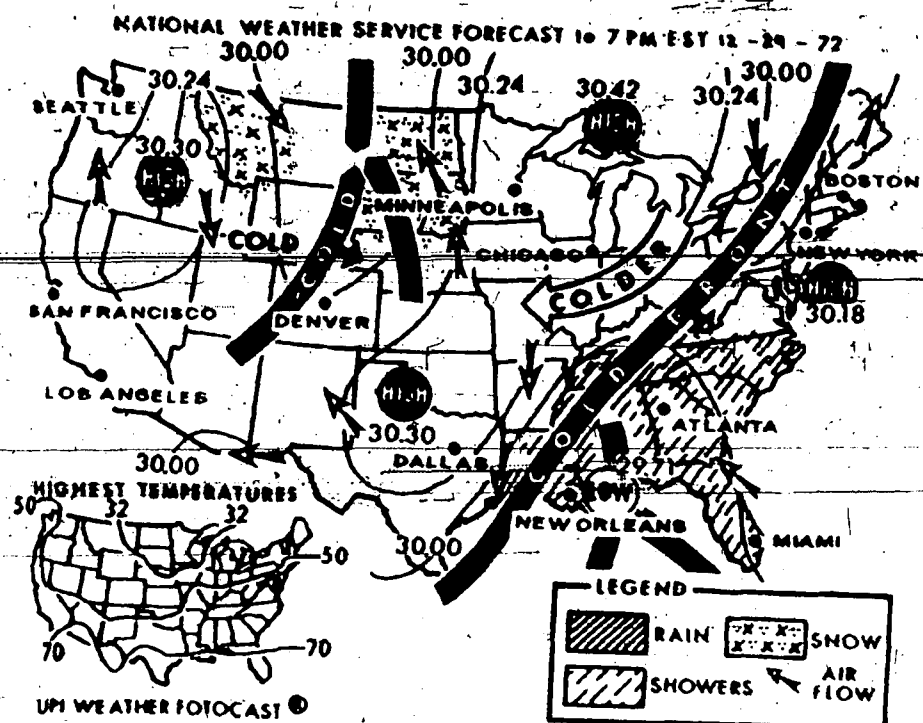 NATIONAL WEATHER SERVICE FORECAST to 7 PM EST 12-29-72
30.00
30.00
30.00
30.24
30.24
30.42
30.24
SEATTLE
HIGH
30.30
HIGH
BOSTON
MINNEAPOLIS
COLD
COLD
CHICAGO
NEW YORK
COLDER
HIGH
30.18
SAN FRANCISCO
DENVER
COLD FRONT
LOS ANGELES
HIGH
30.30
ATLANTA
DALLAS
30.00
29.71
LOW
NEW ORLEANS
MIAMI
30.00
HIGHEST TEMPERATURES
50
32
32
50
70
70
LEGEND
RAIN
SNOW
SHOWERS
AIR FLOW
UPI WEATHER FOTOCAST ®